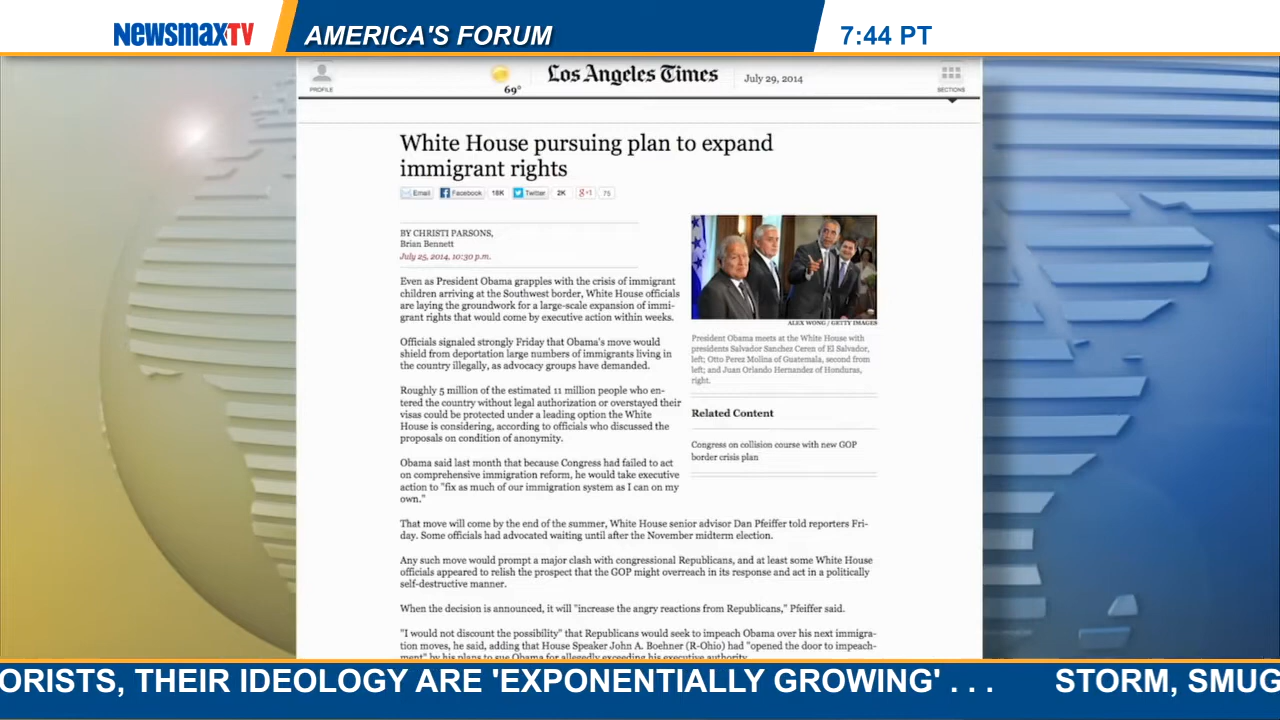 NEWSMAXTV
AMERICA'S FORUM
7:44 PT
PROFILE
69°
Los Angeles Times
July 29, 2014
SECTIONS
White House pursuing plan to expand
immigrant rights
Email
Facebook
18K
Twitter
2K
g+1
75
BY CHRISTI PARSONS,
Brian Bennett
July 25, 2014, 10:30 p.m.
Even as President Obama grapples with the crisis of immigrant
children arriving at the Southwest border, White House officials
are laying the groundwork for a large-scale expansion of immi-
grant rights that would come by executive action within weeks.
Officials signaled strongly Friday that Obama's move would
shield from deportation large numbers of immigrants living in
the country illegally, as advocacy groups have demanded.
Roughly 5 million of the estimated 11 million people who en-
tered the country without legal authorization or overstayed their
visas could be protected under a leading option the White
House is considering, according to officials who discussed the
proposals on condition of anonymity.
Obama said last month that because Congress had failed to act
on comprehensive immigration reform, he would take executive
action to "fix as much of our immigration system as I can on my
own."
ALEX WONG / GETTY IMAGES
President Obama meets at the White House with
presidents Salvador Sanchez Ceren of El Salvador,
left; Otto Perez Molina of Guatemala, second from
left; and Juan Orlando Hernandez of Honduras,
right.
Related Content
Congress on collision course with new GOP
border crisis plan
That move will come by the end of the summer, White House senior advisor Dan Pfeiffer told reporters Fri-
day. Some officials had advocated waiting until after the November midterm election.
Any such move would prompt a major clash with congressional Republicans, and at least some White House
officials appeared to relish the prospect that the GOP might overreach in its response and act in a politically
self-destructive manner.
When the decision is announced, it will "increase the angry reactions from Republicans," Pfeiffer said.
"I would not discount the possibility" that Republicans would seek to impeach Obama over his next immigra-
tion moves, he said, adding that House Speaker John A. Boehner (R-Ohio) had "opened the door to impeach-
ment" by his plans to sue Obama for allegedly exceeding his executive authority.
ORISTS, THEIR IDEOLOGY ARE 'EXPONENTIALLY GROWING' . . . STORM, SMUG